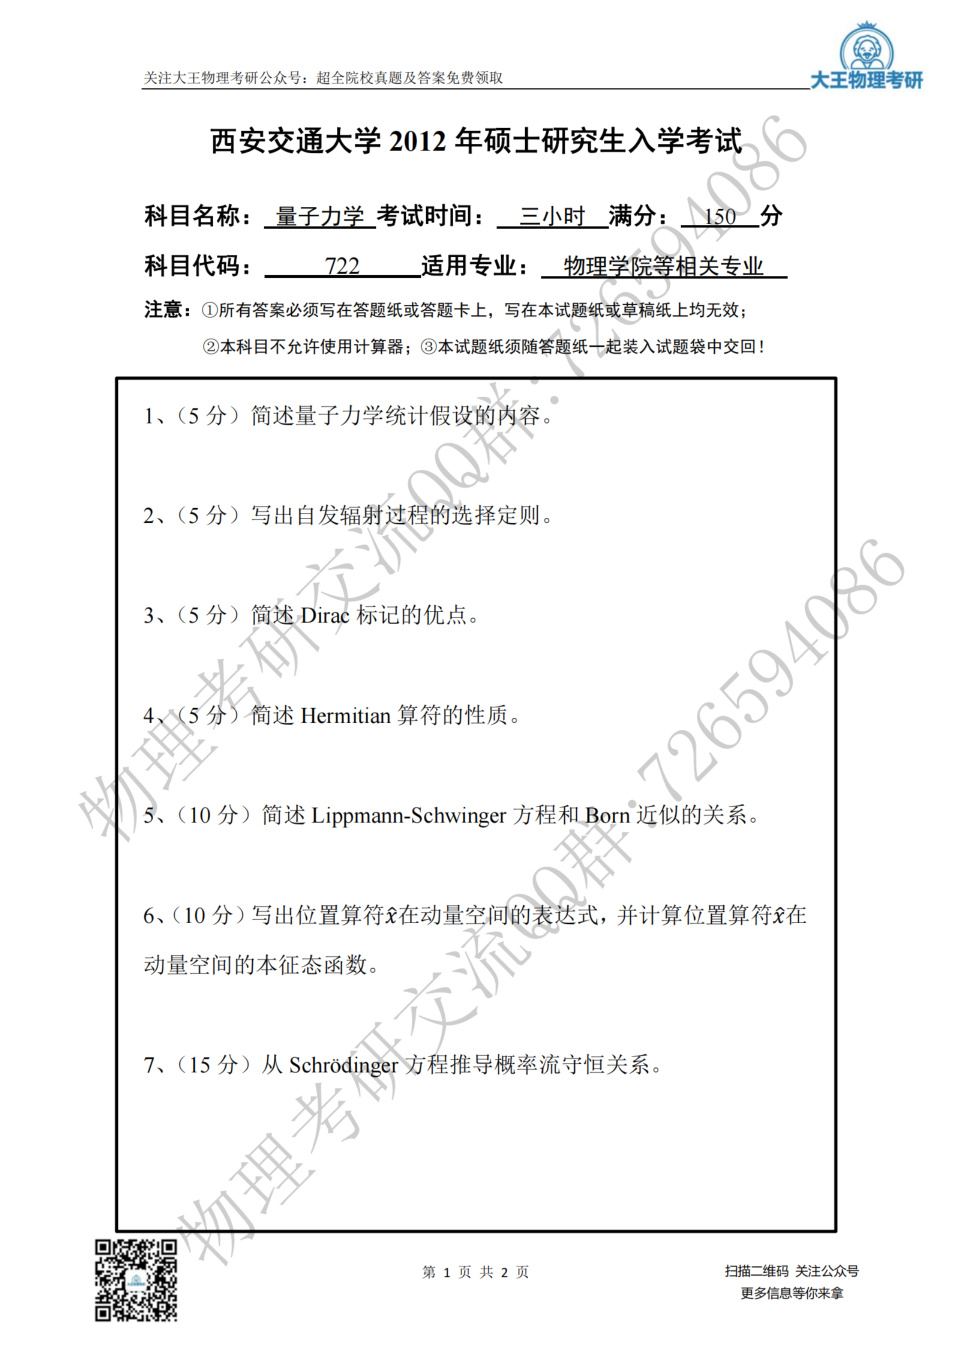 关注大王物理考研公众号：超全院校真题及答案免费领取
大王物理考研
西安交通大学 2012 年硕士研究生入学考试
科目名称： 量子力学 考试时间： 三小时 满分： 150 分
科目代码： 722 适用专业： 物理学院等相关专业
注意：①所有答案必须写在答题纸或答题卡上，写在本试题纸或草稿纸上均无效；
②本科目不允许使用计算器；③本试题纸须随答题纸一起装入试题袋中交回！
1、（5 分）简述量子力学统计假设的内容。
2、（5 分）写出自发辐射过程的选择定则。
3、（5 分）简述 Dirac 标记的优点。
4、（5 分）简述 Hermitian 算符的性质。
5、（10 分）简述 Lippmann-Schwinger 方程和 Born 近似的关系。
6、（10 分）写出位置算符x̂在动量空间的表达式，并计算位置算符x̂在
动量空间的本征态函数。
7、（15 分）从 Schrödinger 方程推导概率流守恒关系。
物理考研交流QQ群：726594086
物理考研交流QQ群：726594086
大王物理考研
第 1 页 共 2 页
扫描二维码 关注公众号
更多信息等你来拿